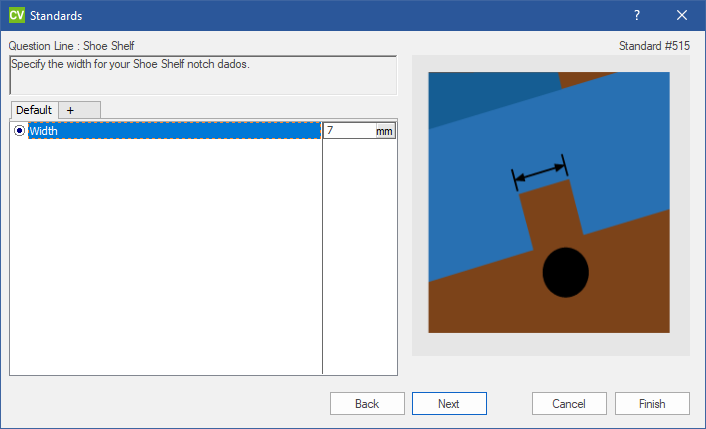 CV Standards ?
Question Line : Shoe Shelf Standard #515
Specify the width for your Shoe Shelf notch dados.
Default +
Width 7 mm
Back Next Cancel Finish